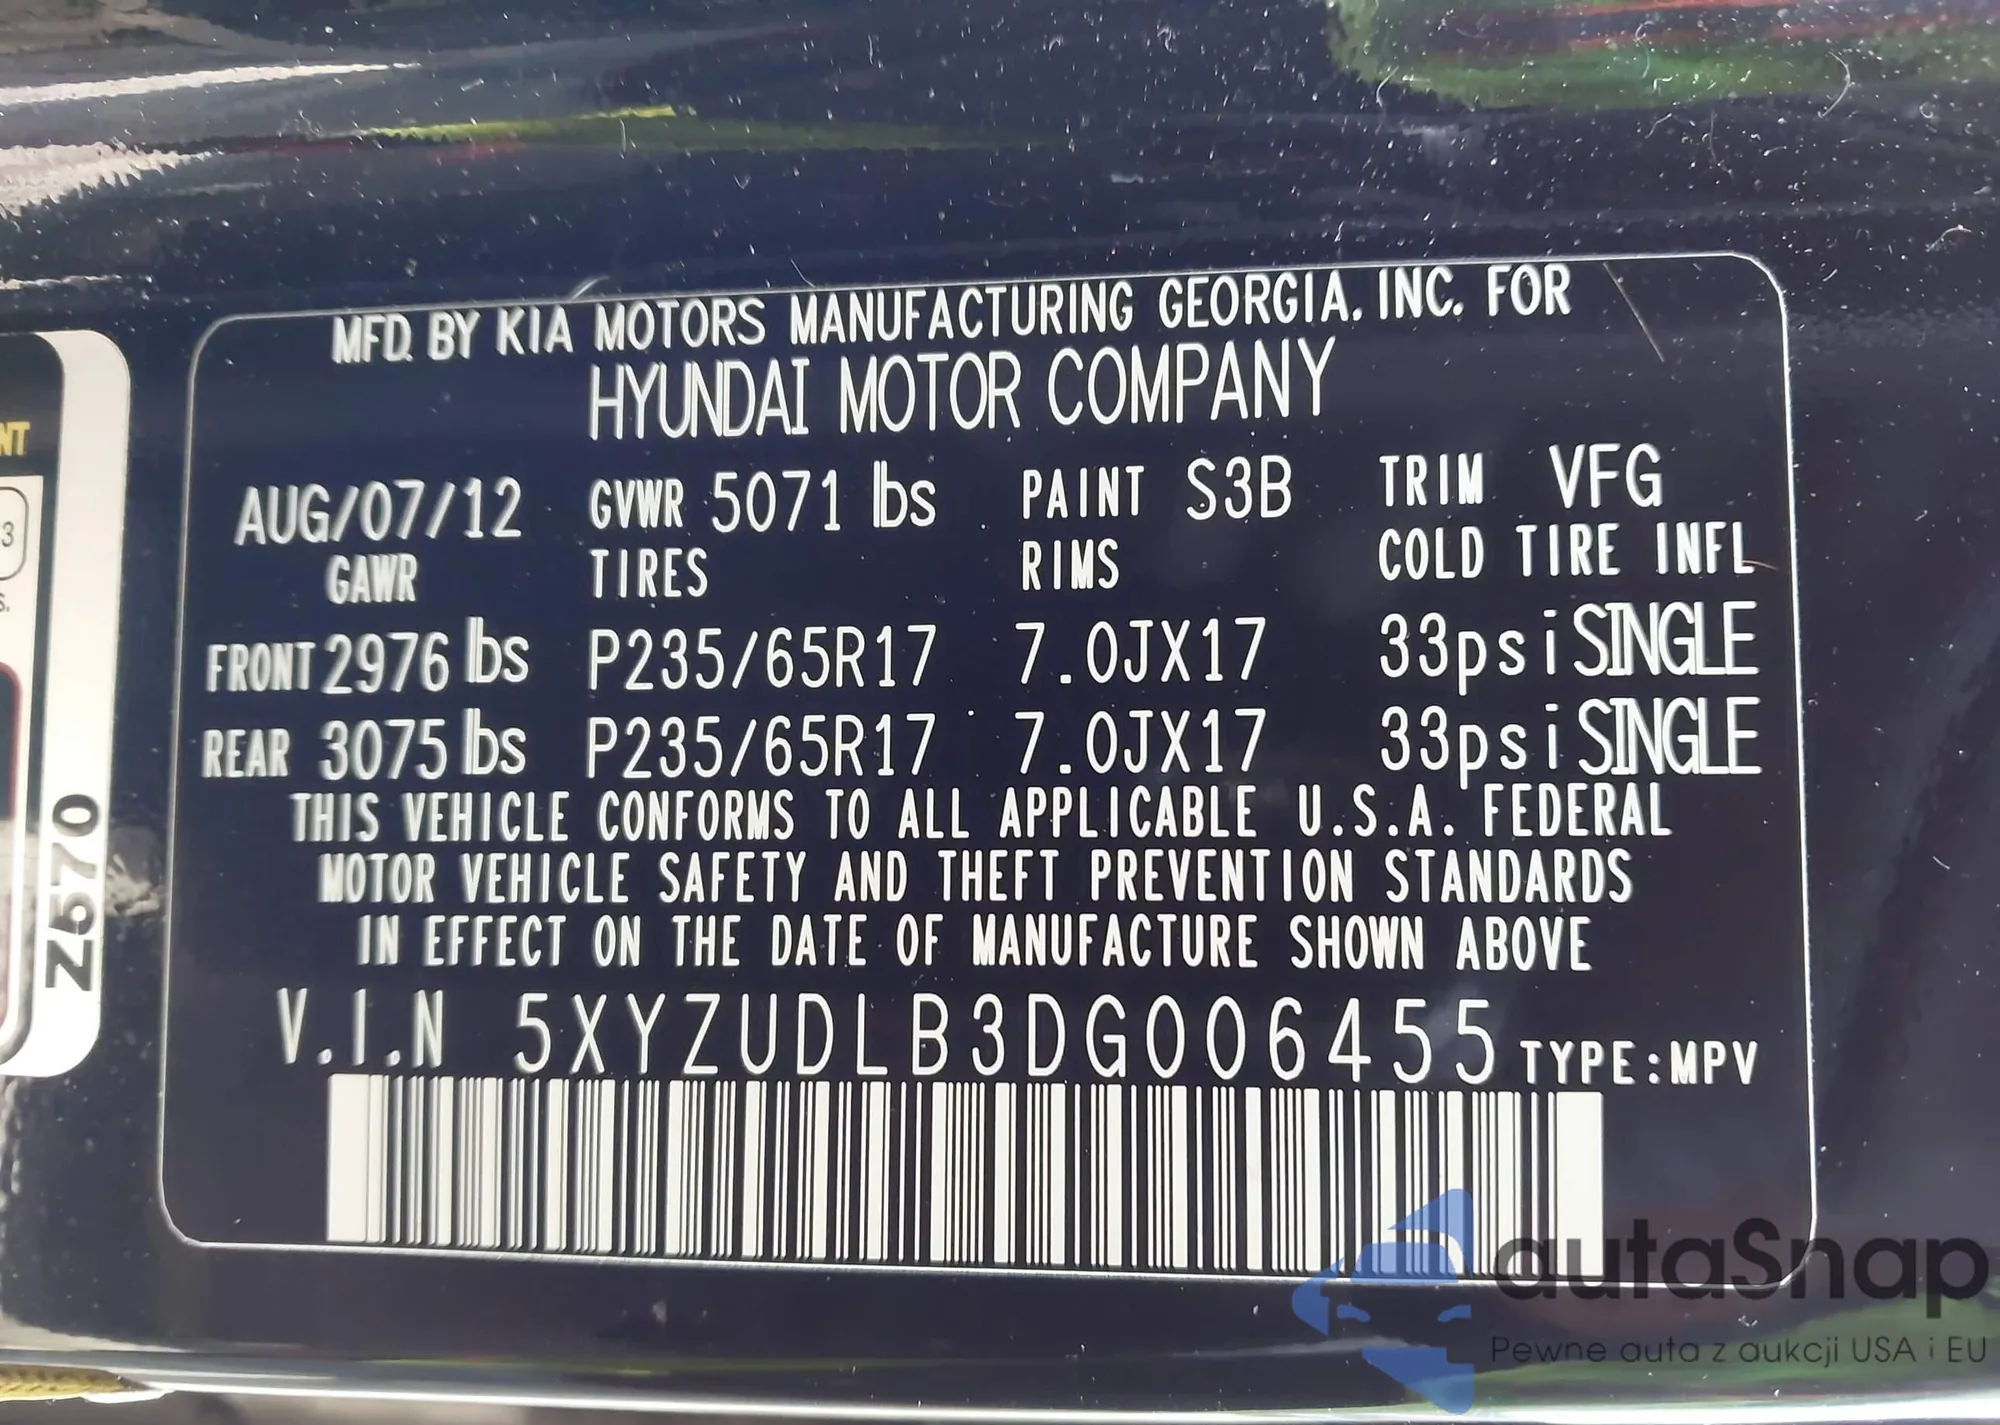 MFD. BY KIA MOTORS MANUFACTURING GEORGIA. INC. FOR
HYUNDAI MOTOR COMPANY
AUG/07/12 GVWR 5071 lbs PAINT S3B TRIM VFG
GAWR TIRES RIMS COLD TIRE INFL
FRONT 2976 lbs P235/65R17 7.0JX17 33psi SINGLE
REAR 3075 lbs P235/65R17 7.0JX17 33psi SINGLE
THIS VEHICLE CONFORMS TO ALL APPLICABLE U.S.A. FEDERAL
MOTOR VEHICLE SAFETY AND THEFT PREVENTION STANDARDS
IN EFFECT ON THE DATE OF MANUFACTURE SHOWN ABOVE
V.I.N 5XYZUDLB3DG006455 TYPE:MPV
NT
3
S.
Z570
autaSnap
Pewne auta z aukcji USA i EU